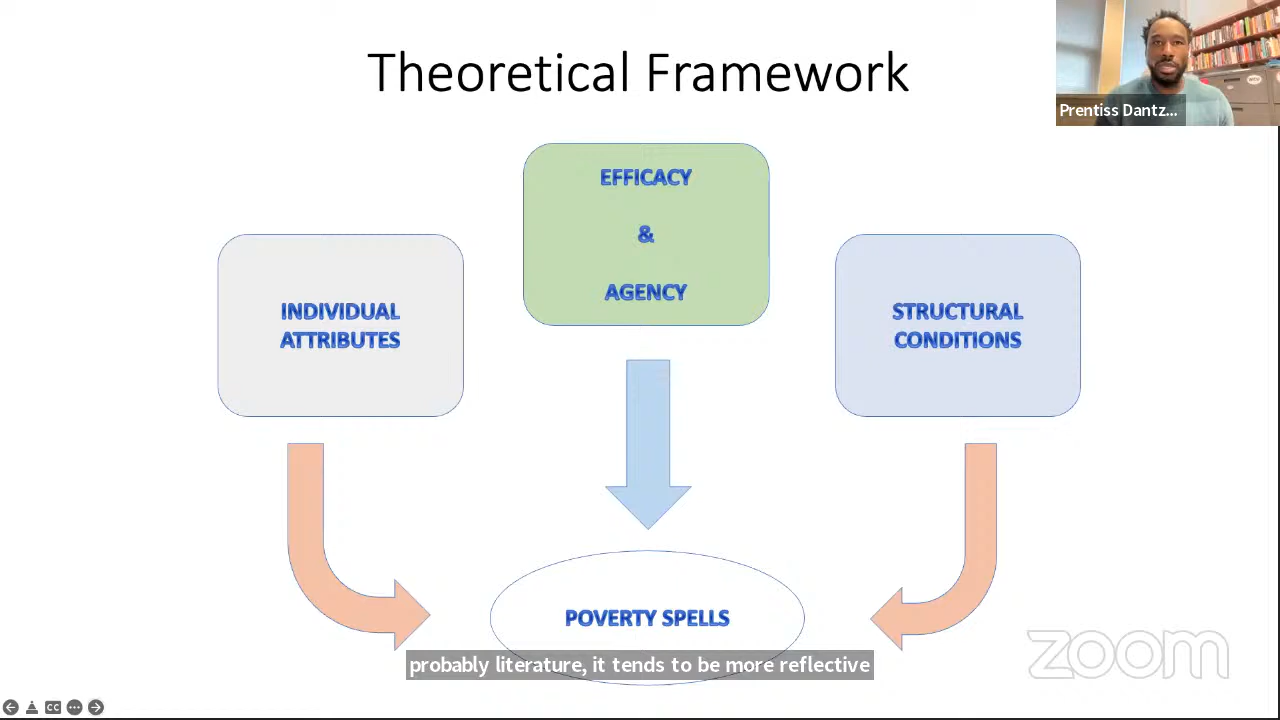 Theoretical Framework
Prentiss Dantz...
EFFICACY
&
AGENCY
INDIVIDUAL
ATTRIBUTES
STRUCTURAL
CONDITIONS
POVERTY SPELLS
probably literature, it tends to be more reflective
zoom
CC